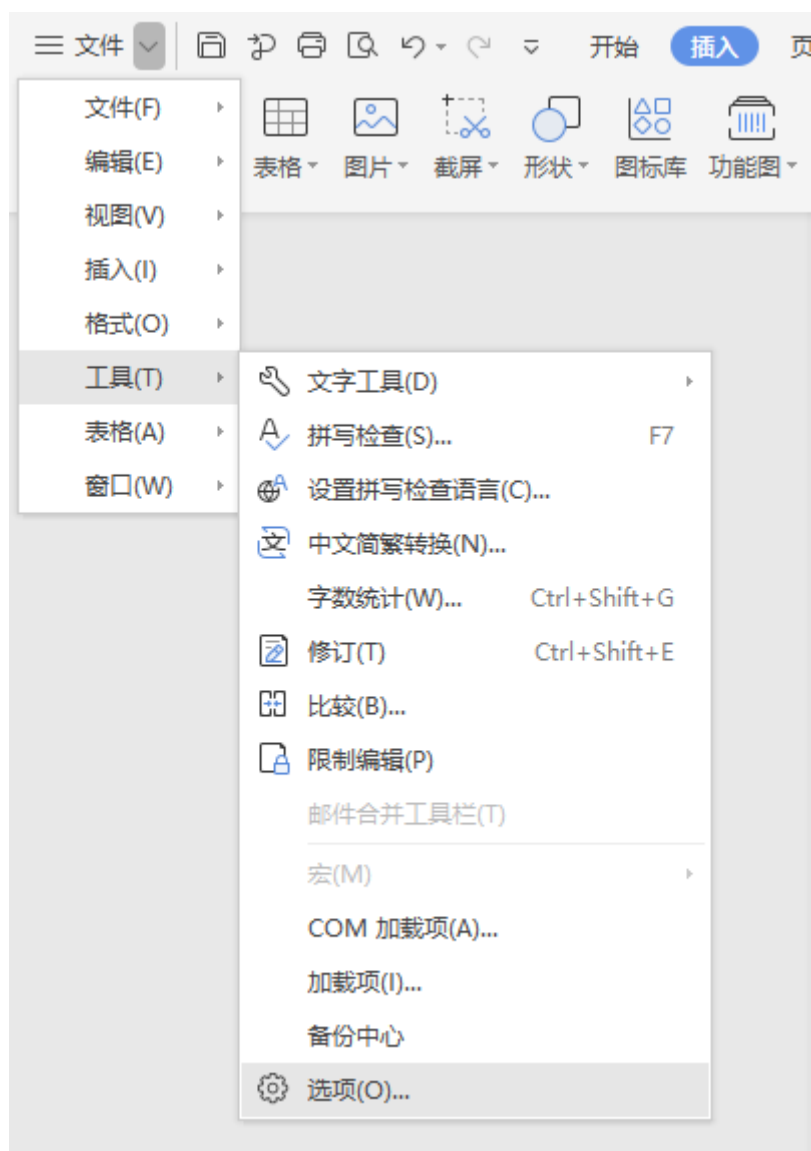 文件 开始 插入 页
文件(F)
编辑(E)
视图(V)
插入(I)
格式(O)
工具(T)
表格(A)
窗口(W)
表格 图片 截屏 形状 图标库 功能图
文字工具(D)
拼写检查(S)... F7
设置拼写检查语言(C)...
中文简繁转换(N)...
字数统计(W)... Ctrl+Shift+G
修订(T) Ctrl+Shift+E
比较(B)...
限制编辑(P)
邮件合并工具栏(T)
宏(M)
COM 加载项(A)...
加载项(I)...
备份中心
选项(O)...